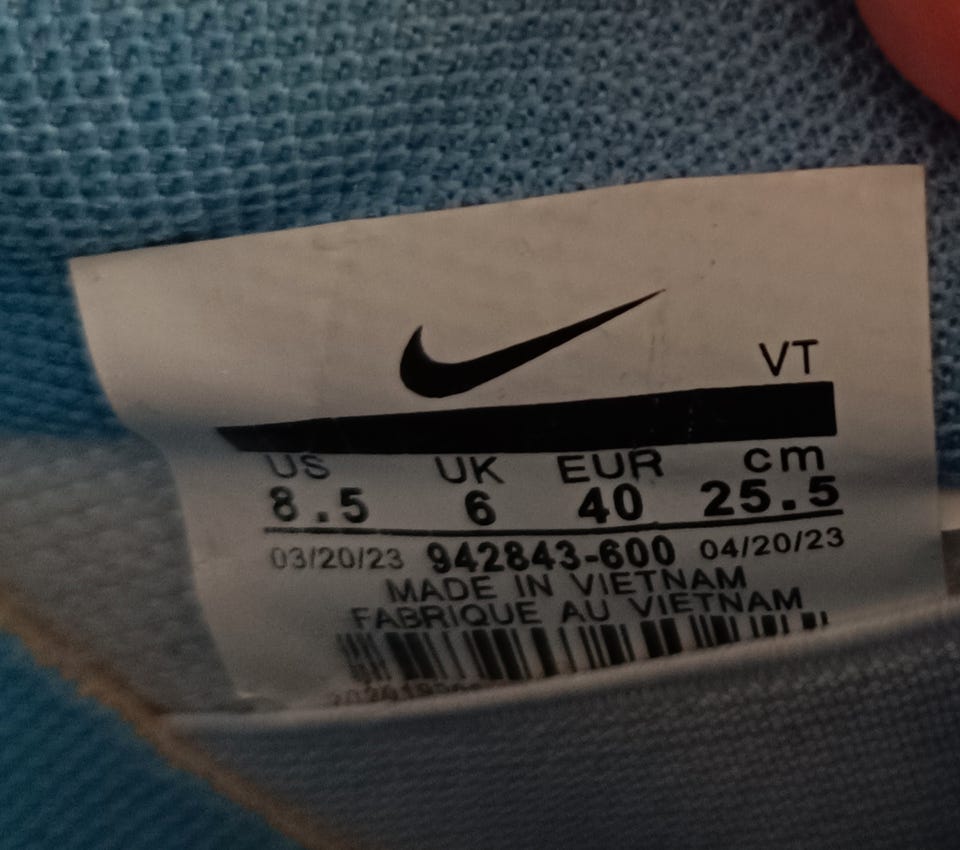 VT
US UK EUR cm
8.5 6 40 25.5
03/20/23 942843-600 04/20/23
MADE IN VIETNAM
FABRIQUE AU VIETNAM